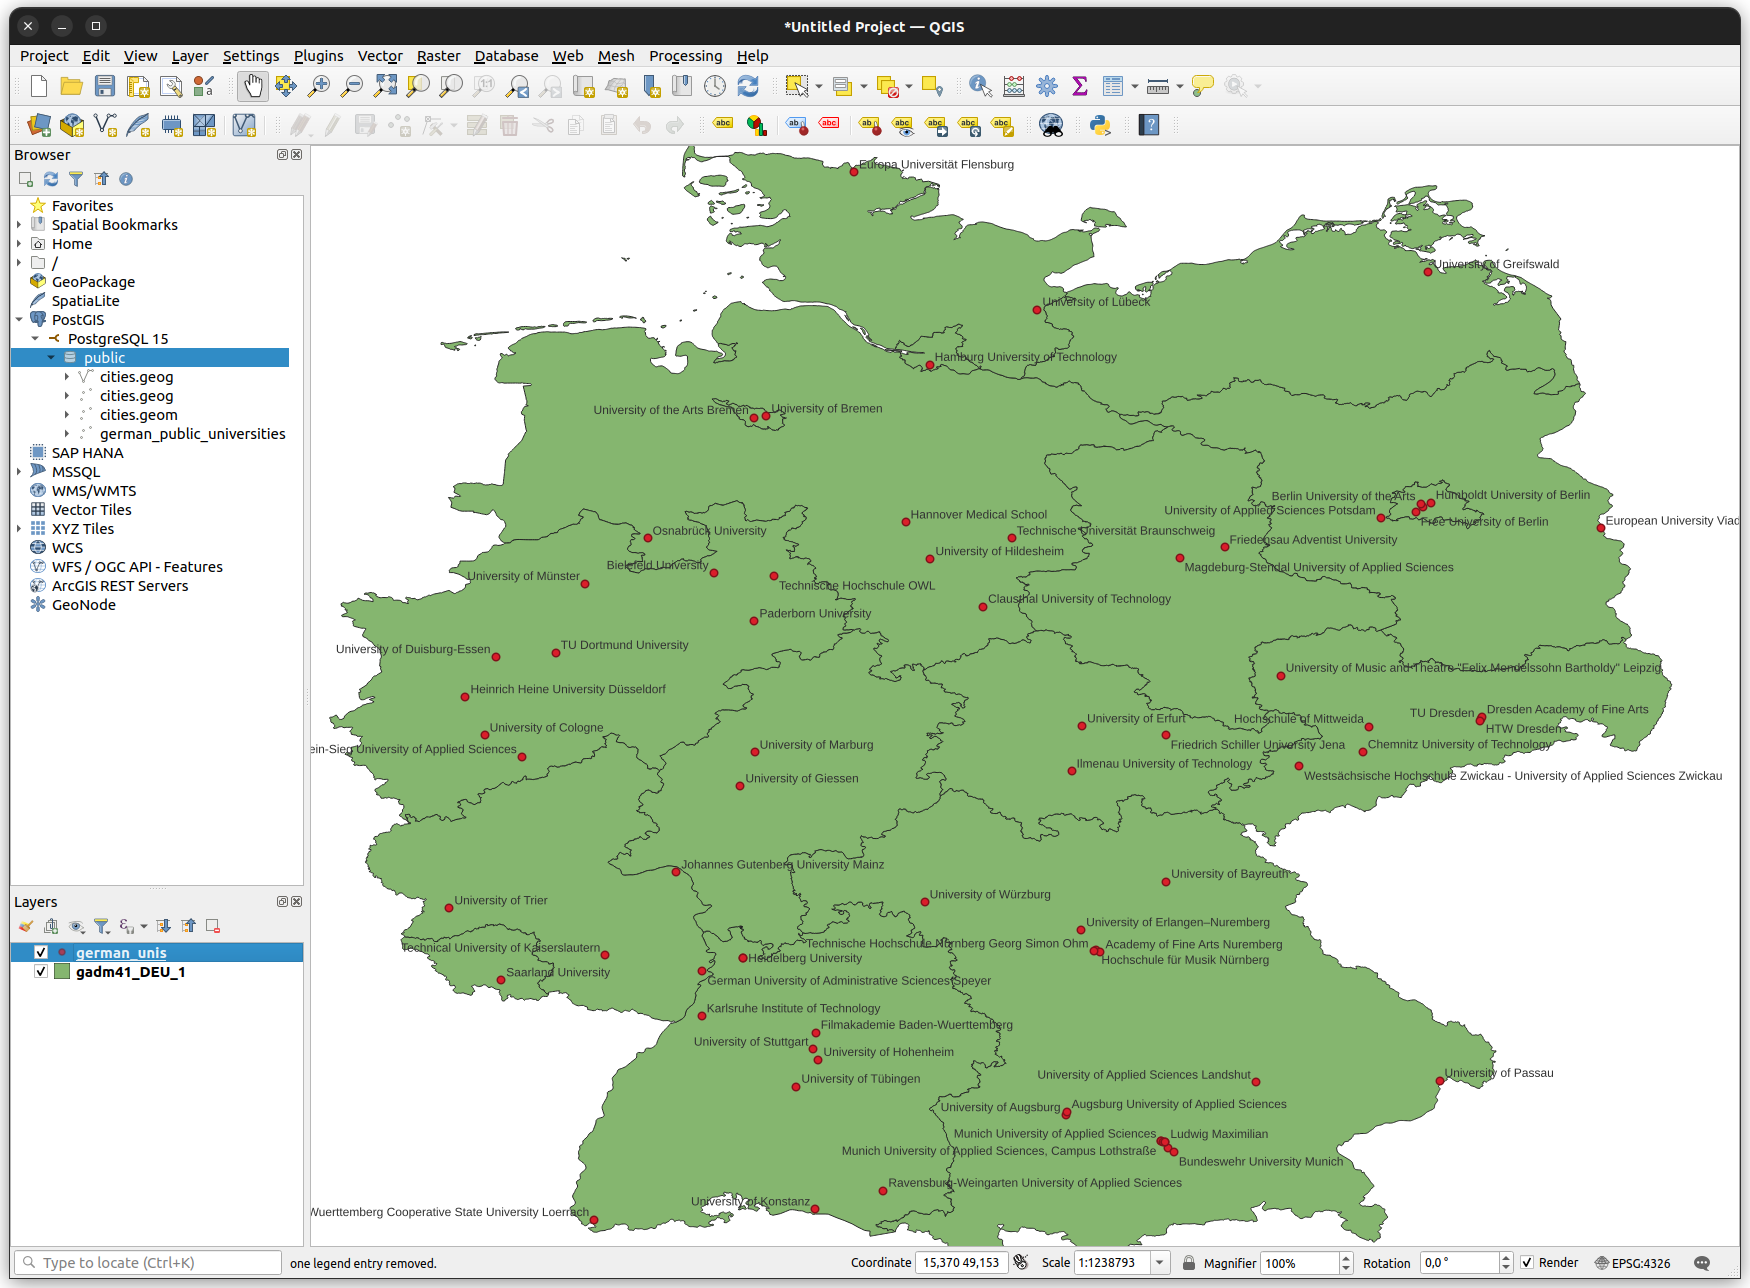 *Untitled Project — QGIS
Project Edit View Layer Settings Plugins Vector Raster Database Web Mesh Processing Help
Browser
Favorites
Spatial Bookmarks
Home
/
GeoPackage
SpatiaLite
PostGIS
PostgreSQL 15
public
cities.geog
cities.geog
cities.geom
german_public_universities
SAP HANA
MSSQL
WMS/WMTS
Vector Tiles
XYZ Tiles
WCS
WFS / OGC API - Features
ArcGIS REST Servers
GeoNode
Layers
german_unis
gadm41_DEU_1
Europa Universität Flensburg
University of Greifswald
University of Lübeck
Hamburg University of Technology
University of the Arts Bremen
University of Bremen
Berlin University of the Arts
Humboldt University of Berlin
University of Applied Sciences Potsdam
Free University of Berlin
European University Viad
Hannover Medical School
Osnabrück University
Technische Universität Braunschweig
Friedensau Adventist University
University of Hildesheim
Bielefeld University
Magdeburg-Stendal University of Applied Sciences
University of Münster
Technische Hochschule OWL
Clausthal University of Technology
Paderborn University
TU Dortmund University
University of Duisburg-Essen
University of Music and Theatre "Felix Mendelssohn Bartholdy" Leipzig
Heinrich Heine University Düsseldorf
TU Dresden
Dresden Academy of Fine Arts
University of Erfurt
Hochschule of Mittweida
University of Cologne
HTW Dresden
University of Marburg
Friedrich Schiller University Jena
Chemnitz University of Technology
ein-Sieg University of Applied Sciences
Ilmenau University of Technology
University of Giessen
Westsächsische Hochschule Zwickau - University of Applied Sciences Zwickau
Johannes Gutenberg University Mainz
University of Bayreuth
University of Würzburg
University of Trier
University of Erlangen–Nuremberg
Technische Hochschule Nürnberg Georg Simon Ohm
Academy of Fine Arts Nuremberg
Technical University of Kaiserslautern
Heidelberg University
Hochschule für Musik Nürnberg
Saarland University
German University of Administrative Sciences Speyer
Karlsruhe Institute of Technology
Filmakademie Baden-Wuerttemberg
University of Stuttgart
University of Hohenheim
University of Tübingen
University of Applied Sciences Landshut
University of Passau
University of Augsburg
Augsburg University of Applied Sciences
Munich University of Applied Sciences
Ludwig Maximilian
Munich University of Applied Sciences, Campus Lothstraße
Bundeswehr University Munich
Ravensburg-Weingarten University of Applied Sciences
University of Konstanz
Wuerttemberg Cooperative State University Loerrach
Type to locate (Ctrl+K)
one legend entry removed.
Coordinate 15,370 49,153
Scale 1:1238793
Magnifier 100%
Rotation 0,0 °
Render
EPSG:4326